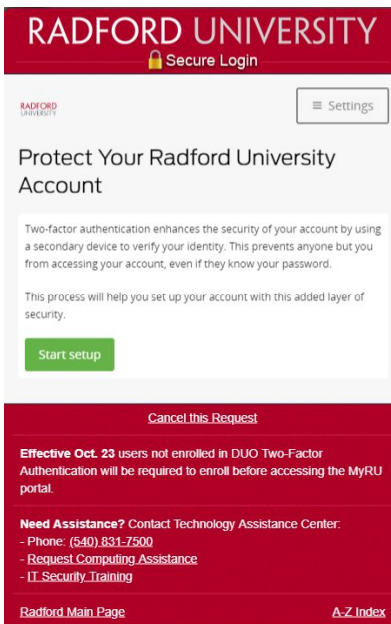 RADFORD UNIVERSITY
Secure Login
RADFORD
UNIVERSITY
≡ Settings
Protect Your Radford University
Account
Two-factor authentication enhances the security of your account by using
a secondary device to verify your identity. This prevents anyone but you
from accessing your account, even if they know your password.
This process will help you set up your account with this added layer of
security.
Start setup
Cancel this Request
Effective Oct. 23 users not enrolled in DUO Two-Factor
Authentication will be required to enroll before accessing the MyRU
portal.
Need Assistance? Contact Technology Assistance Center:
- Phone: (540) 831-7500
- Request Computing Assistance
- IT Security Training
Radford Main Page A-Z Index